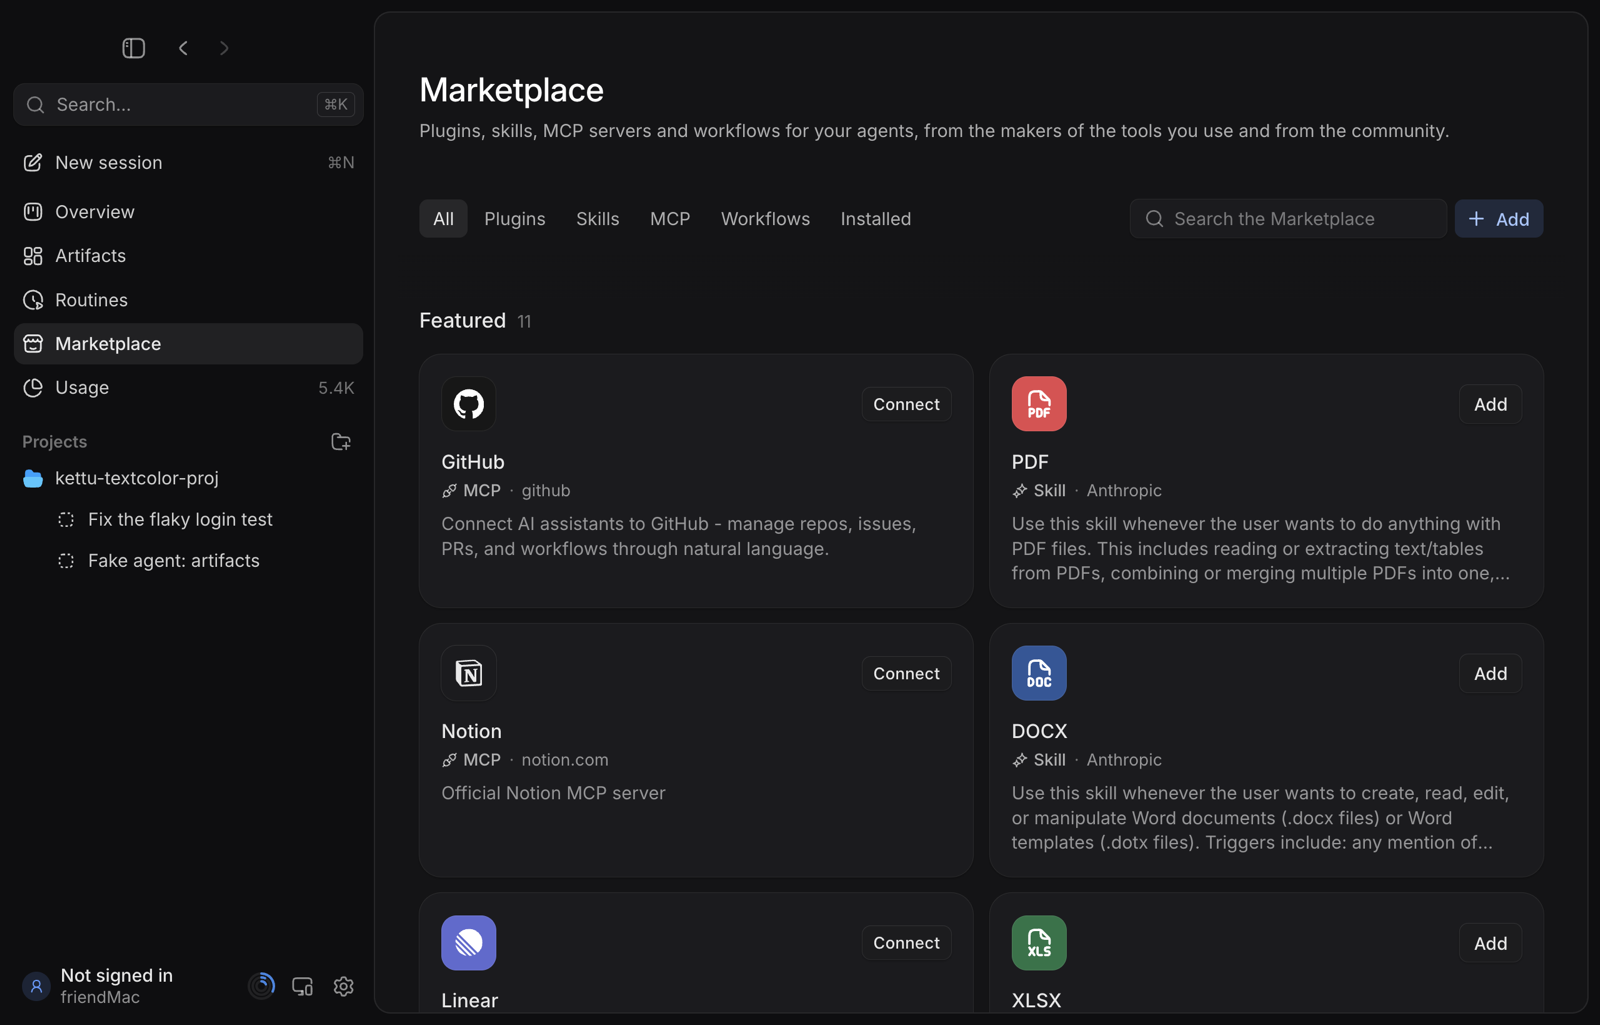 Search...
⌘K
New session
⌘N
Overview
Artifacts
Routines
Marketplace
Usage
5.4K
Projects
kettu-textcolor-proj
Fix the flaky login test
Fake agent: artifacts
Not signed in
friendMac
Marketplace
Plugins, skills, MCP servers and workflows for your agents, from the makers of the tools you use and from the community.
All
Plugins
Skills
MCP
Workflows
Installed
Search the Marketplace
+ Add
Featured 11
Connect
GitHub
MCP · github
Connect AI assistants to GitHub - manage repos, issues,
PRs, and workflows through natural language.
PDF
Add
PDF
Skill · Anthropic
Use this skill whenever the user wants to do anything with
PDF files. This includes reading or extracting text/tables
from PDFs, combining or merging multiple PDFs into one,...
N
Connect
Notion
MCP · notion.com
Official Notion MCP server
DOC
Add
DOCX
Skill · Anthropic
Use this skill whenever the user wants to create, read, edit,
or manipulate Word documents (.docx files) or Word
templates (.dotx files). Triggers include: any mention of...
Connect
Linear
XLS
Add
XLSX